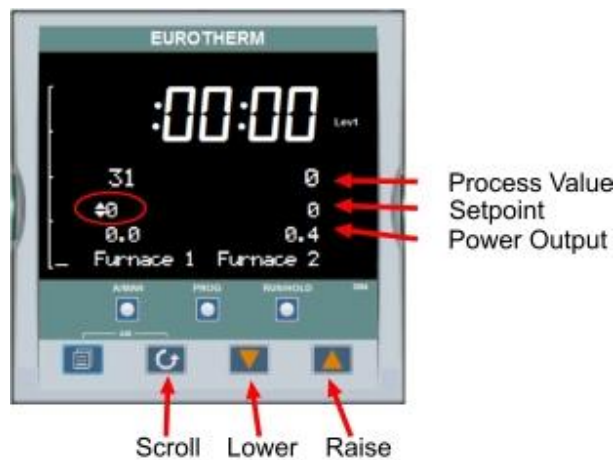 EUROTHERM
:00:00
Lev1
31 0 Process Value
0 0 Setpoint
0.0 0.4 Power Output
Furnace 1 Furnace 2
A/MAN PROG RUN/HOLD
Scroll Lower Raise